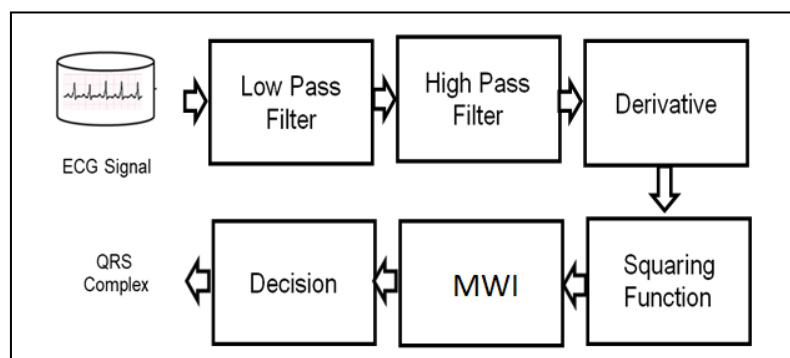 Low Pass
Filter
High Pass
Filter
Derivative
ECG Signal
Squaring
Function
MWI
Decision
QRS
Complex